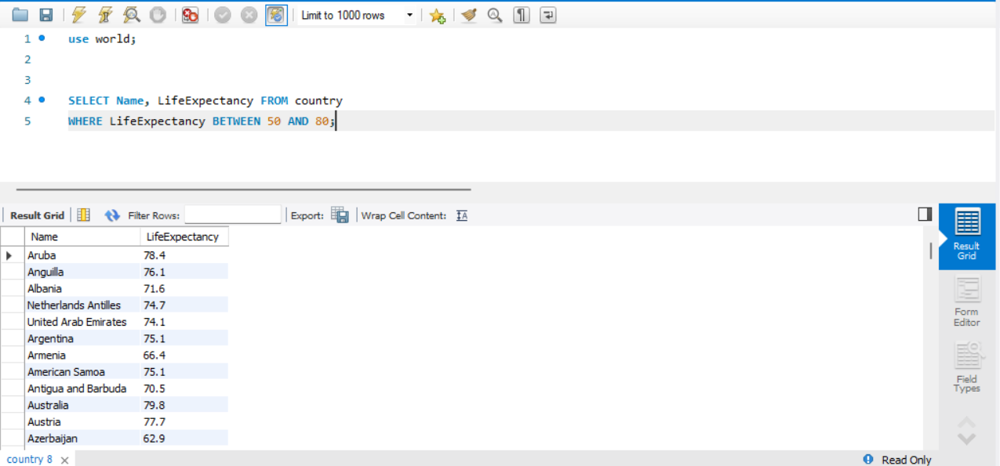 Limit to 1000 rows
1 use world;
2
3
4 SELECT Name, LifeExpectancy FROM country
5 WHERE LifeExpectancy BETWEEN 50 AND 80;
Result Grid Filter Rows: Export: Wrap Cell Content:
Name LifeExpectancy
Aruba 78.4
Anguilla 76.1
Albania 71.6
Netherlands Antilles 74.7
United Arab Emirates 74.1
Argentina 75.1
Armenia 66.4
American Samoa 75.1
Antigua and Barbuda 70.5
Australia 79.8
Austria 77.7
Azerbaijan 62.9
Result
Grid
Form
Editor
Field
Types
country 8
Read Only